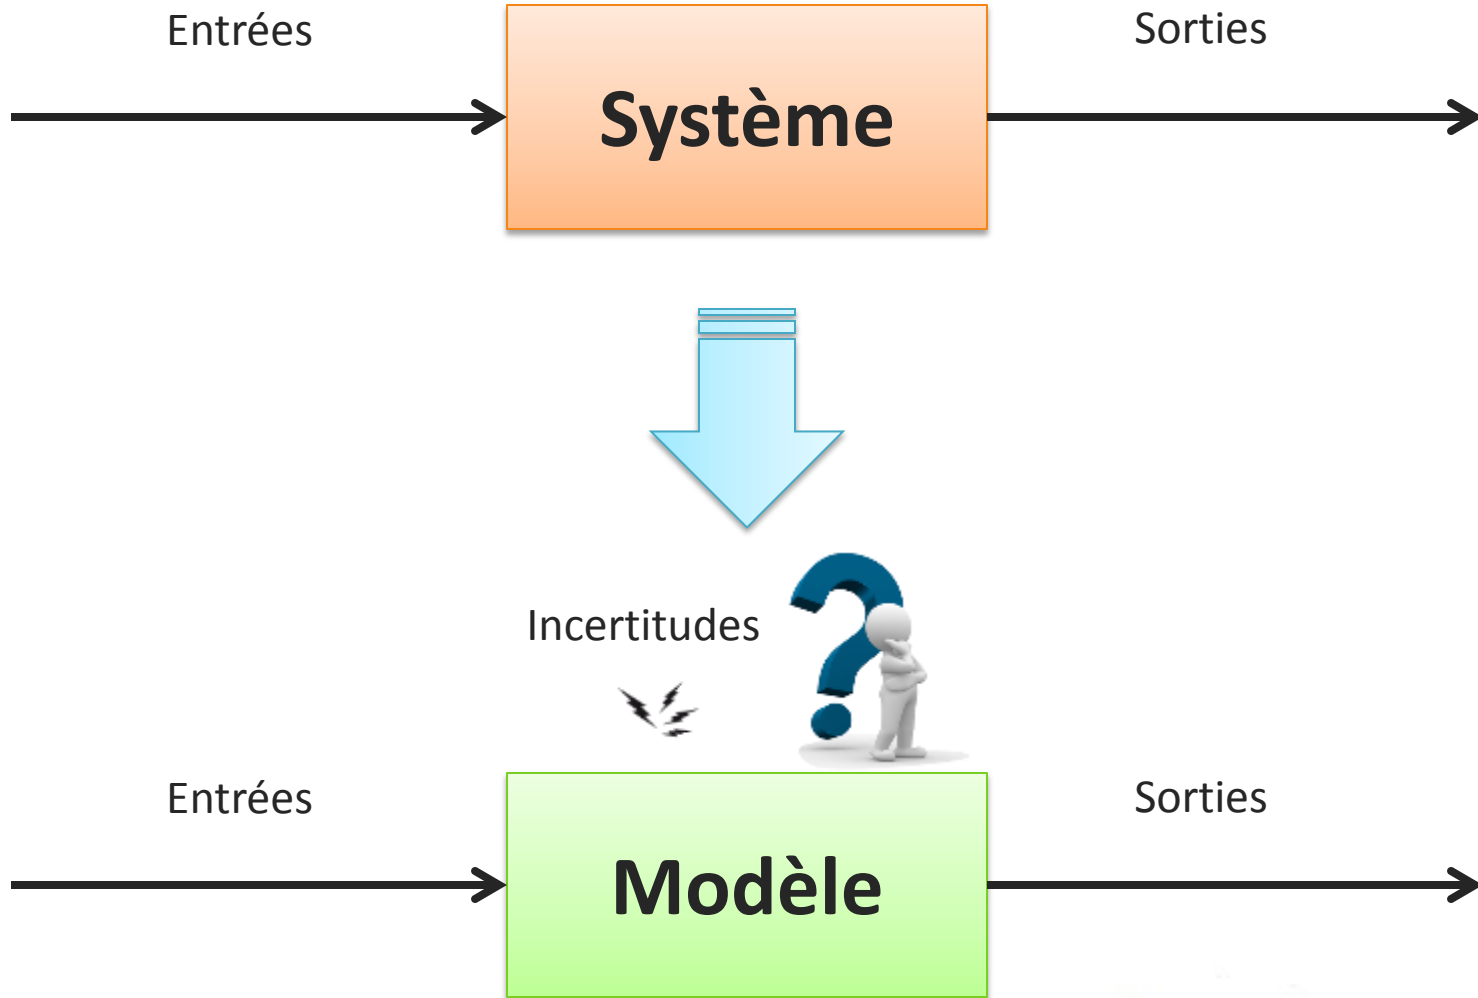 Entrées
Sorties
Système
Incertitudes
Entrées
Sorties
Modèle